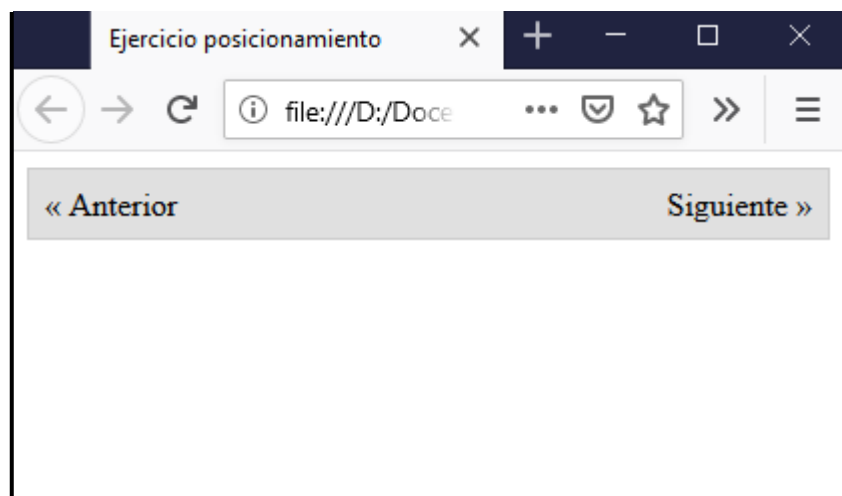 Ejercicio posicionamiento
file:///D:/Doce
« Anterior
Siguiente »